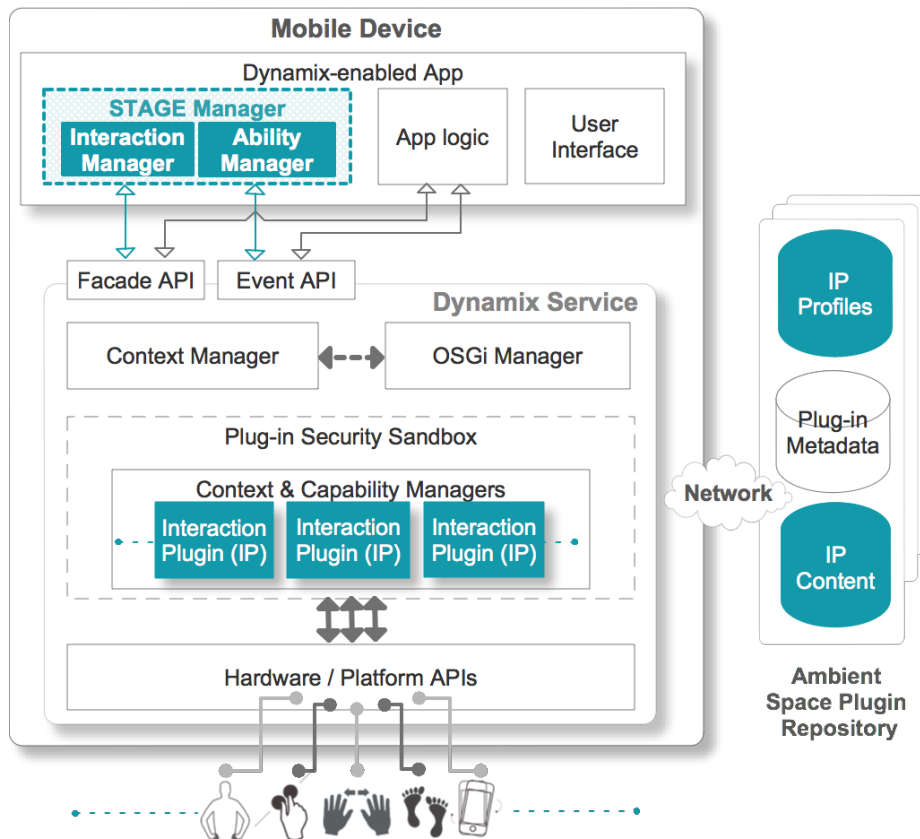 Mobile Device
Dynamix-enabled App
STAGE Manager
Interaction
Manager
Ability
Manager
App logic
User
Interface
Facade API
Event API
Dynamix Service
Context Manager
OSGi Manager
Plug-in Security Sandbox
Context & Capability Managers
Interaction
Plugin (IP)
Interaction
Plugin (IP)
Interaction
Plugin (IP)
Hardware / Platform APIs
Network
IP
Profiles
Plug-in
Metadata
IP
Content
Ambient
Space Plugin
Repository